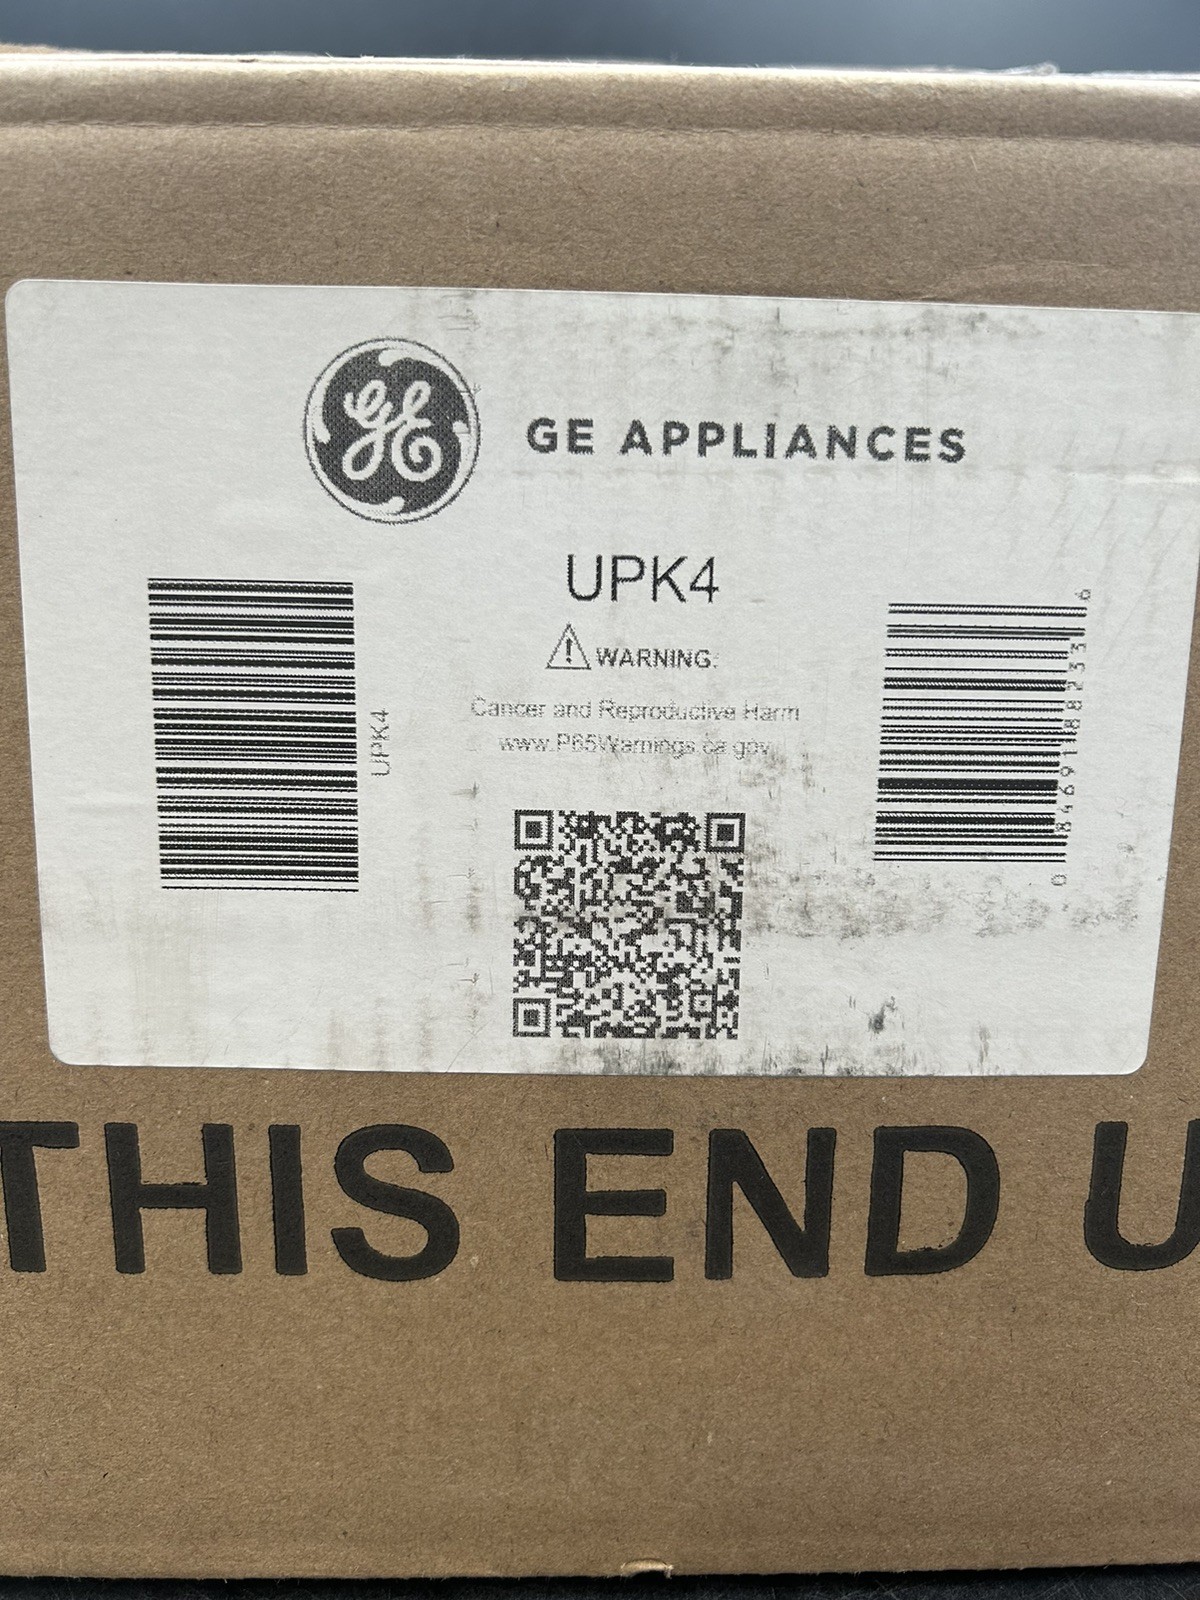 GE
GE APPLIANCES
UPK4
WARNING:
Cancer and Reproductive Harm
www.P65Warnings.ca.gov
UPK4
0 84691 88233 6
THIS END U